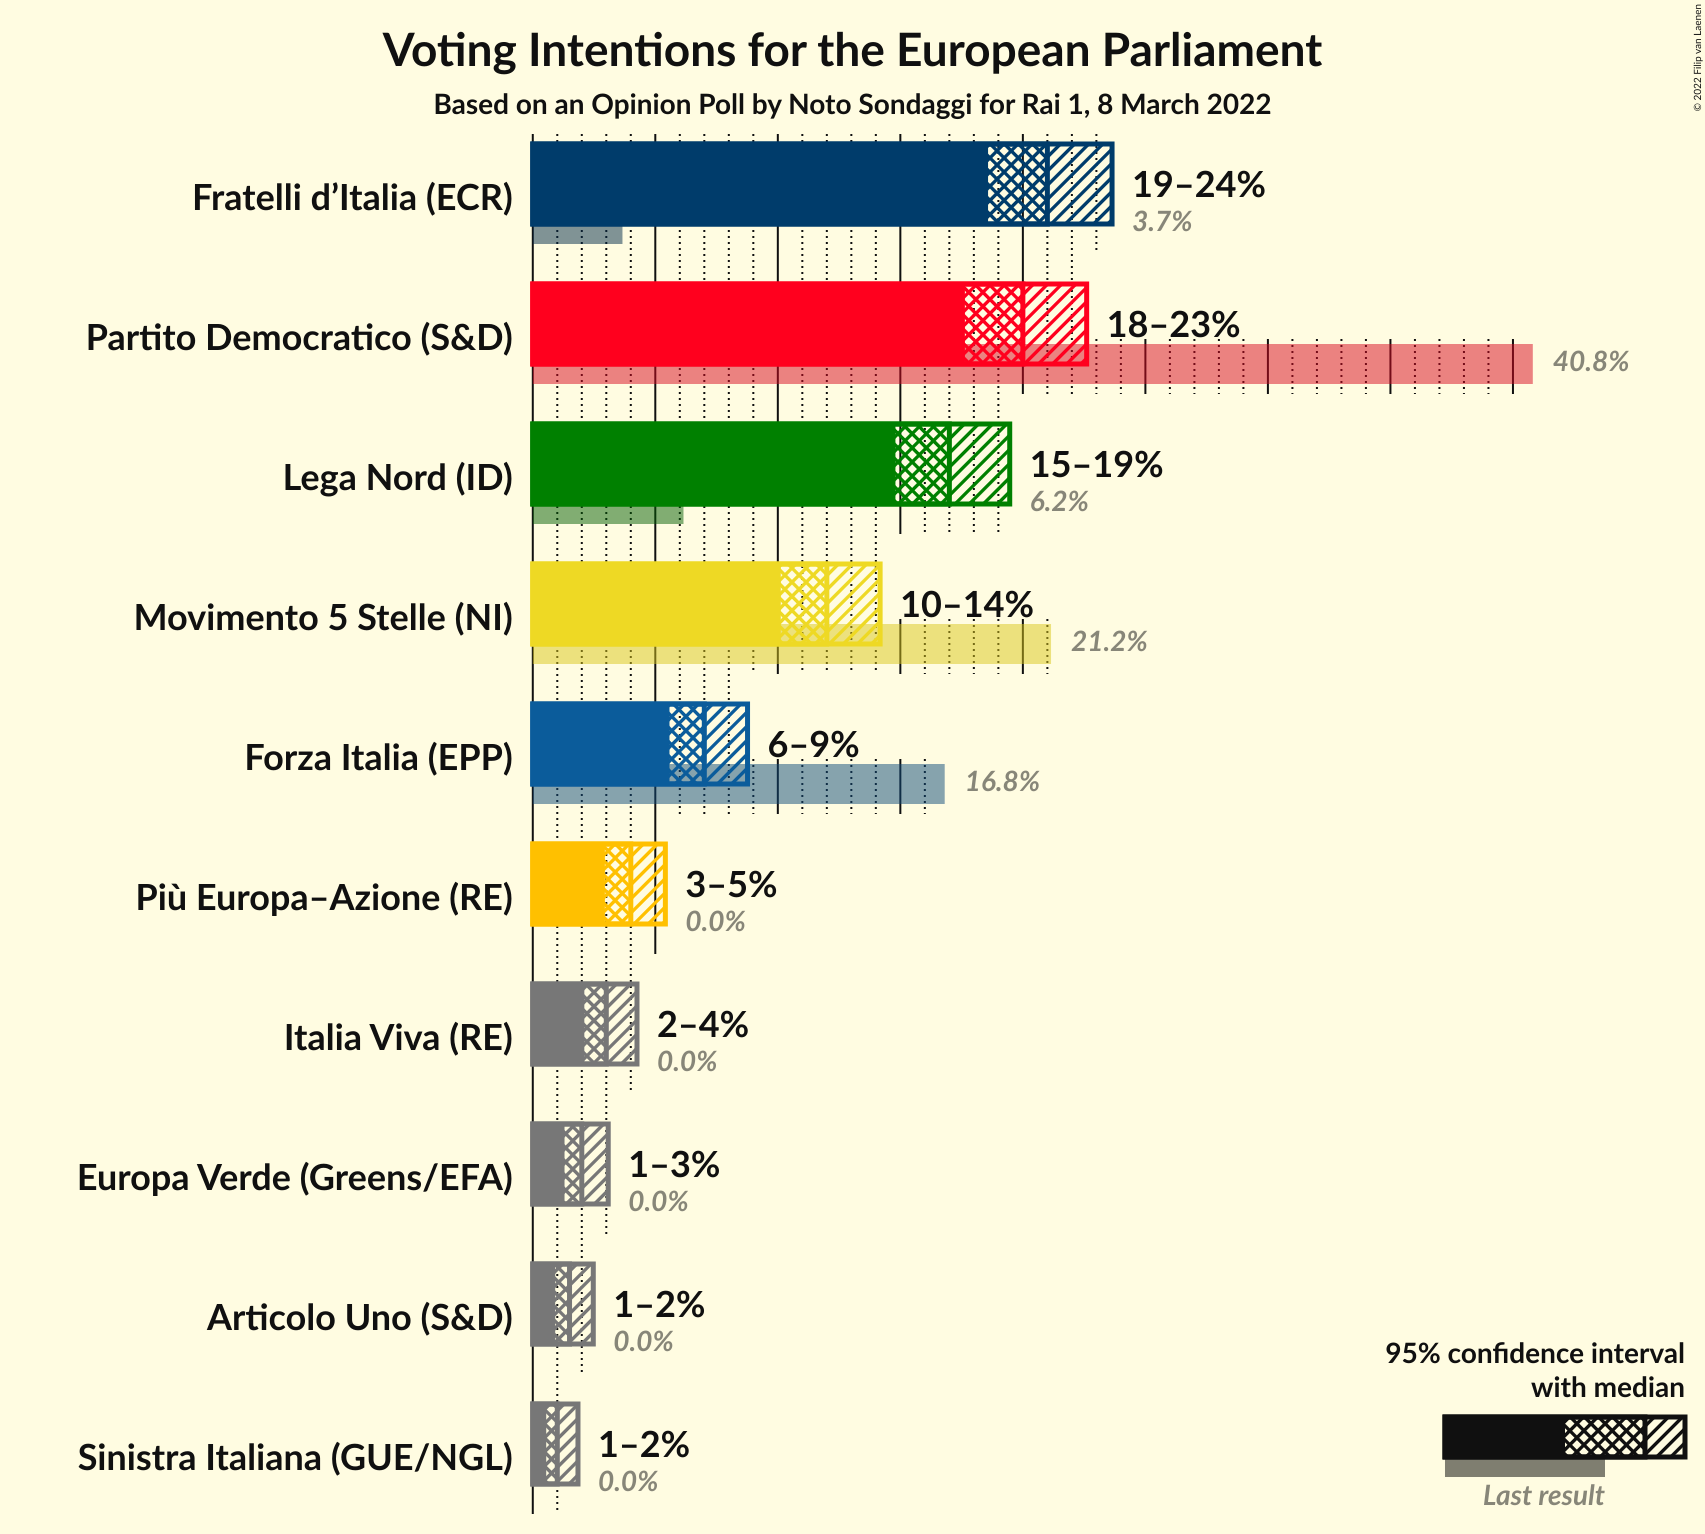 Voting Intentions for the European Parliament
Based on an Opinion Poll by Noto Sondaggi for Rai 1, 8 March 2022
© 2022 Filip van Laenen
Fratelli d’Italia (ECR)
19–24%
3.7%
Partito Democratico (S&D)
18–23%
40.8%
Lega Nord (ID)
15–19%
6.2%
Movimento 5 Stelle (NI)
10–14%
21.2%
Forza Italia (EPP)
6–9%
16.8%
Più Europa–Azione (RE)
3–5%
0.0%
Italia Viva (RE)
2–4%
0.0%
Europa Verde (Greens/EFA)
1–3%
0.0%
Articolo Uno (S&D)
1–2%
0.0%
Sinistra Italiana (GUE/NGL)
1–2%
0.0%
95% confidence interval
with median
Last result